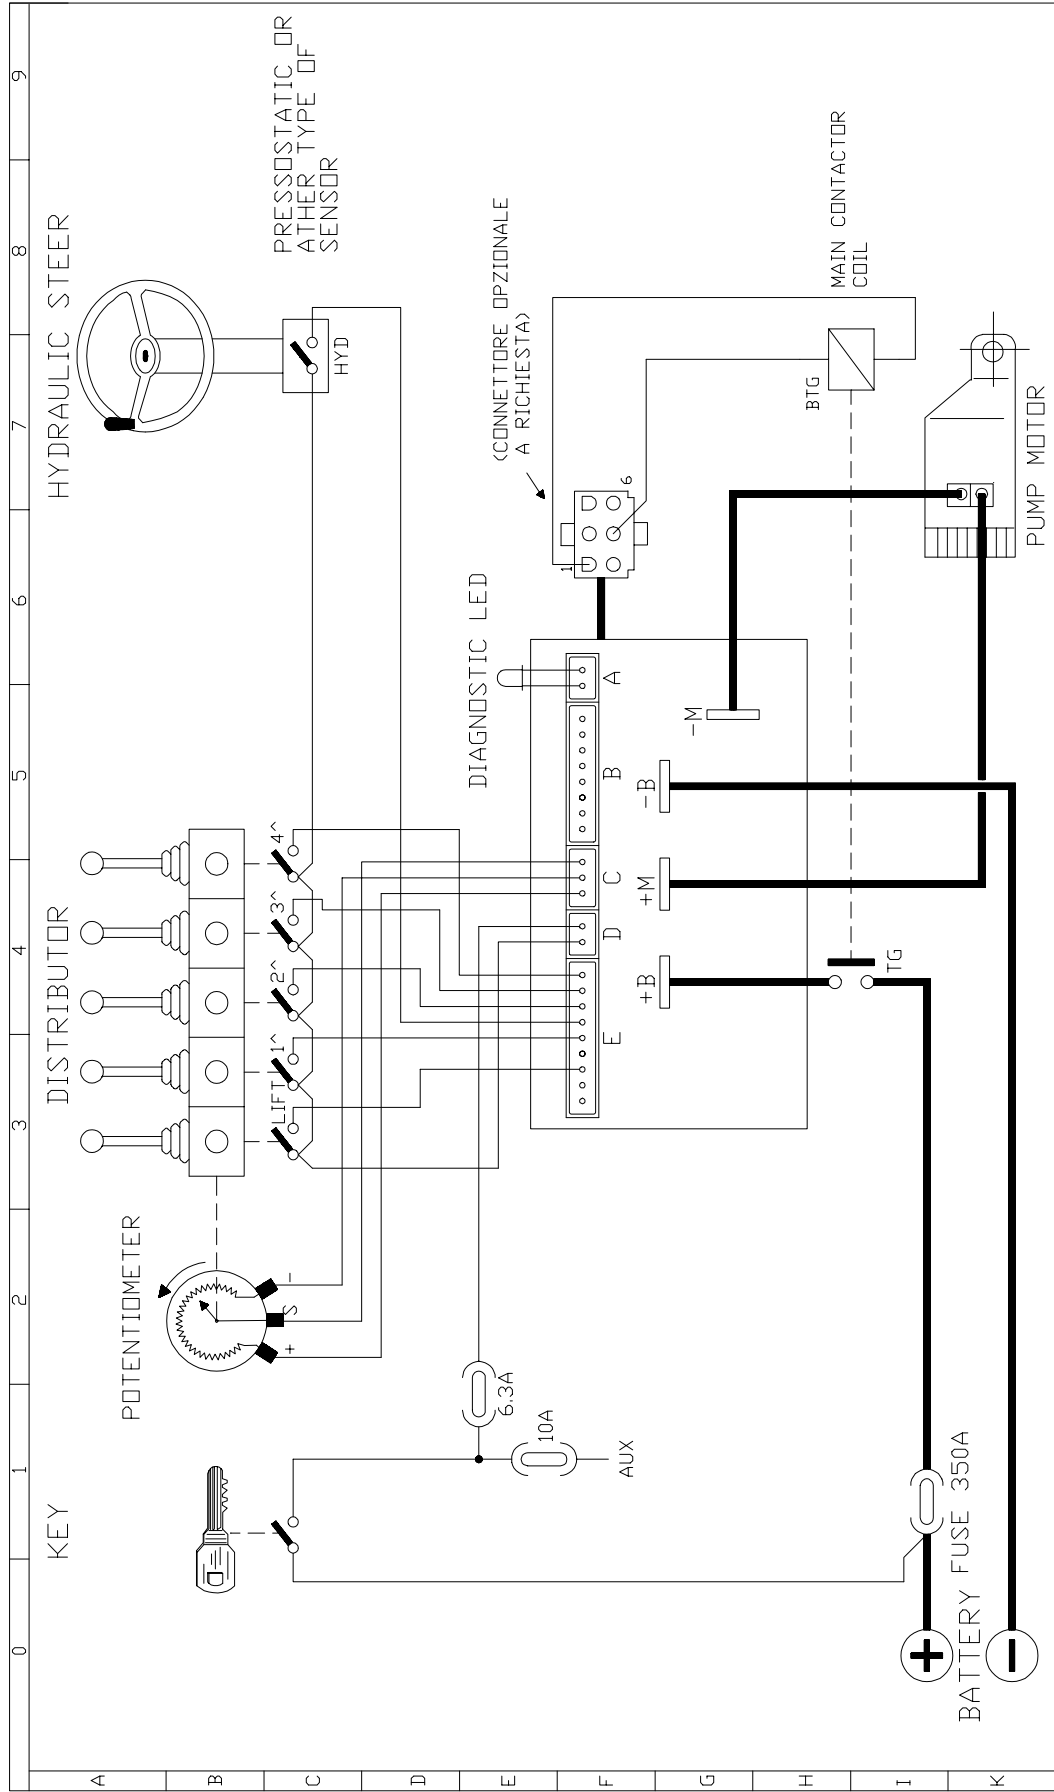 0 1 2 3 4 5 6 7 8 9
A
B
C
D
E
F
G
H
I
K
KEY
POTENTIOMETER
+ S -
DISTRIBUTOR
LIFT 1^ 2^ 3^ 4^
HYDRAULIC STEER
HYD
PRESSOSTATIC OR
ATHER TYPE OF
SENSOR
6.3A
10A
AUX
DIAGNOSTIC LED
E D C B A
(CONNETTORE OPZIONALE
A RICHIESTA)
1
6
+B +M -B -M
TG
BTG
MAIN CONTACTOR
COIL
PUMP MOTOR
+
BATTERY FUSE 350A
-